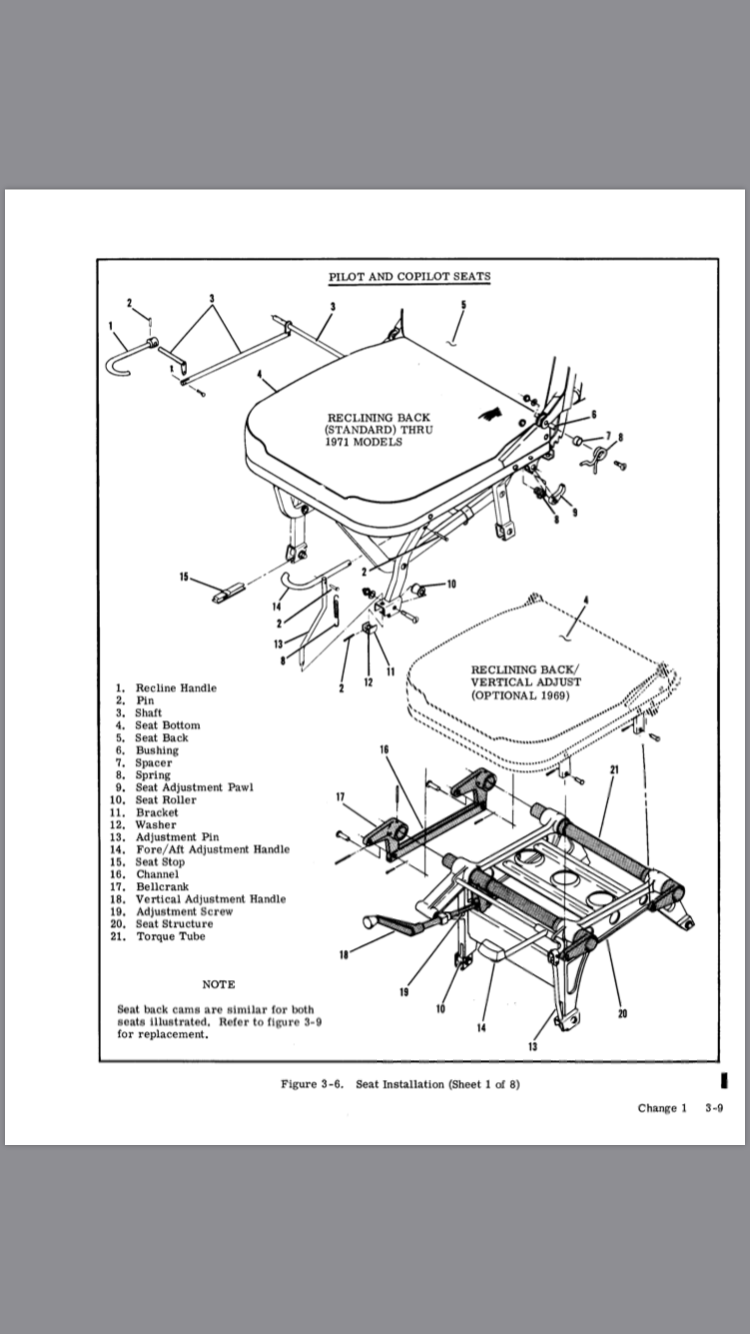 PILOT AND COPILOT SEATS
2
3
3
5
1
4
RECLINING BACK
(STANDARD) THRU
1971 MODELS
6
7
8
8
9
2
15
14
10
2
13
8
2
12
11
4
RECLINING BACK/
VERTICAL ADJUST
(OPTIONAL 1969)
1. Recline Handle
2. Pin
3. Shaft
4. Seat Bottom
5. Seat Back
6. Bushing
7. Spacer
8. Spring
9. Seat Adjustment Pawl
10. Seat Roller
11. Bracket
12. Washer
13. Adjustment Pin
14. Fore/Aft Adjustment Handle
15. Seat Stop
16. Channel
17. Bellcrank
18. Vertical Adjustment Handle
19. Adjustment Screw
20. Seat Structure
21. Torque Tube
16
21
17
18
19
10
14
13
20
NOTE
Seat back cams are similar for both
seats illustrated. Refer to figure 3-9
for replacement.
Figure 3-6. Seat Installation (Sheet 1 of 8)
Change 1 3-9